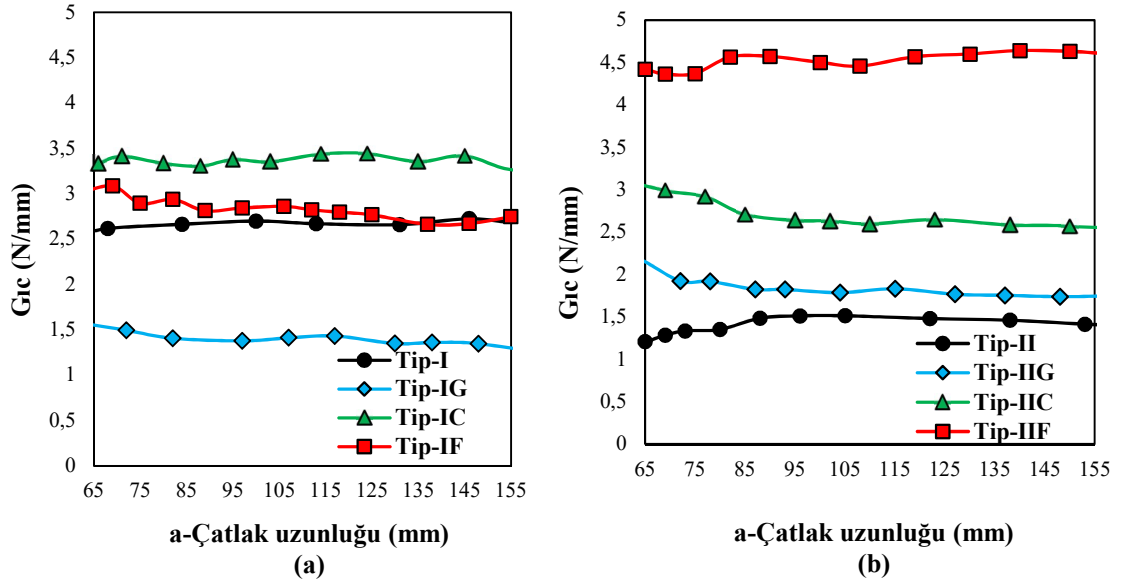 5
4,5
4
3,5
3
2,5
2
1,5
1
0,5
0
Gıc (N/mm)
Tip-I
Tip-IG
Tip-IC
Tip-IF
65 75 85 95 105 115 125 135 145 155
a-Çatlak uzunluğu (mm)
(a)
5
4,5
4
3,5
3
2,5
2
1,5
1
0,5
0
Gıc (N/mm)
Tip-II
Tip-IIG
Tip-IIC
Tip-IIF
65 75 85 95 105 115 125 135 145 155
a-Çatlak uzunluğu (mm)
(b)